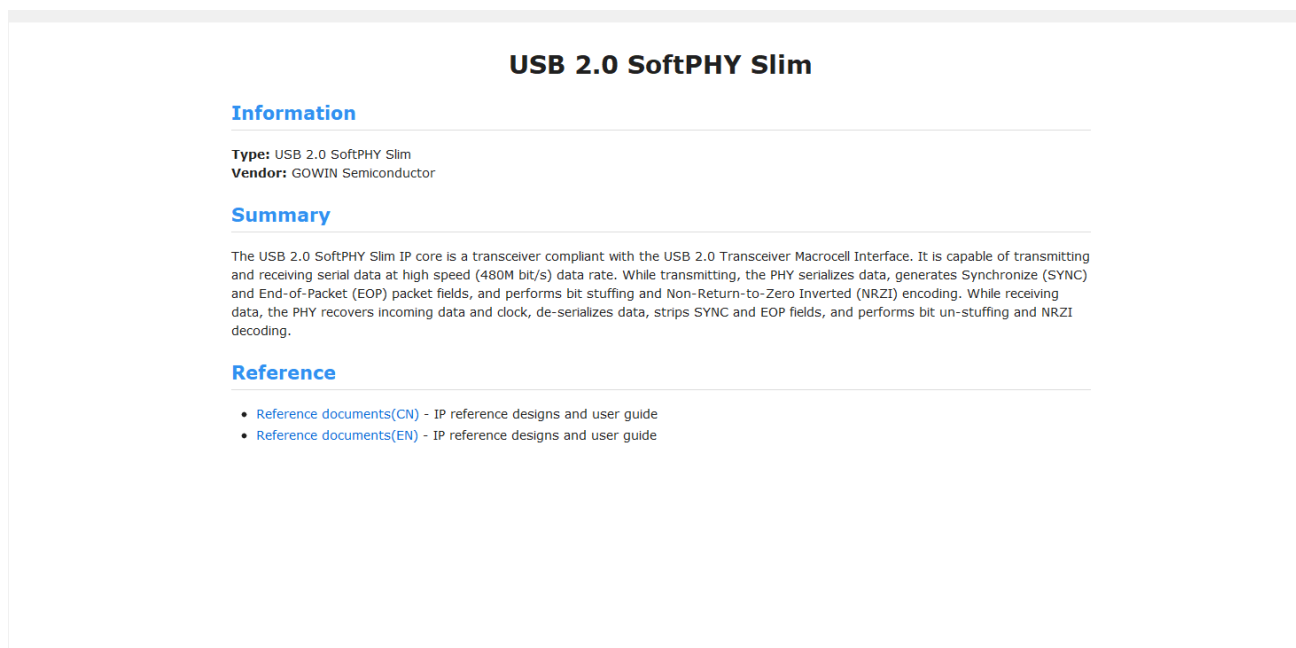 USB 2.0 SoftPHY Slim
Information
Type: USB 2.0 SoftPHY Slim
Vendor: GOWIN Semiconductor
Summary
The USB 2.0 SoftPHY Slim IP core is a transceiver compliant with the USB 2.0 Transceiver Macrocell Interface. It is capable of transmitting
and receiving serial data at high speed (480M bit/s) data rate. While transmitting, the PHY serializes data, generates Synchronize (SYNC)
and End-of-Packet (EOP) packet fields, and performs bit stuffing and Non-Return-to-Zero Inverted (NRZI) encoding. While receiving
data, the PHY recovers incoming data and clock, de-serializes data, strips SYNC and EOP fields, and performs bit un-stuffing and NRZI
decoding.
Reference
• Reference documents(CN) - IP reference designs and user guide
• Reference documents(EN) - IP reference designs and user guide